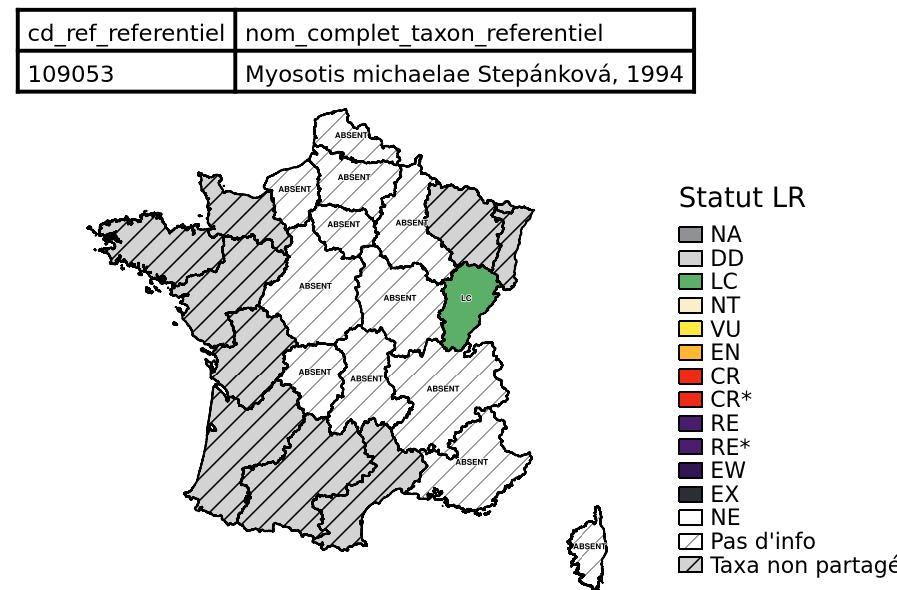 cd_ref_referentiel nom_complet_taxon_referentiel
109053 Myosotis michaelae Stepánková, 1994
ABSENT
ABSENT
ABSENT
ABSENT
ABSENT
ABSENT
ABSENT
LC
ABSENT
ABSENT
ABSENT
ABSENT
ABSENT
Statut LR
NA
DD
LC
NT
VU
EN
CR
CR*
RE
RE*
EW
EX
NE
Pas d'info
Taxa non partagé